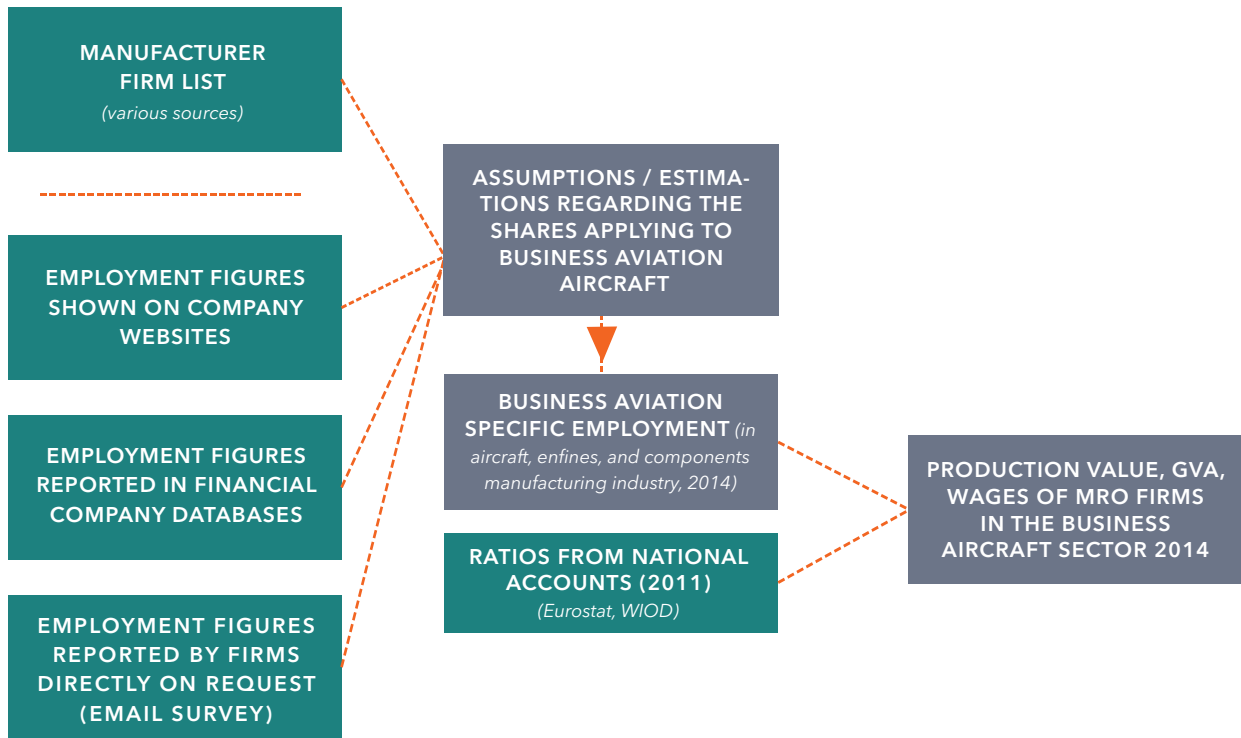 MANUFACTURER
FIRM LIST
(various sources)
EMPLOYMENT FIGURES
SHOWN ON COMPANY
WEBSITES
EMPLOYMENT FIGURES
REPORTED IN FINANCIAL
COMPANY DATABASES
EMPLOYMENT FIGURES
REPORTED BY FIRMS
DIRECTLY ON REQUEST
(EMAIL SURVEY)
ASSUMPTIONS / ESTIMA-
TIONS REGARDING THE
SHARES APPLYING TO
BUSINESS AVIATION
AIRCRAFT
BUSINESS AVIATION
SPECIFIC EMPLOYMENT (in
aircraft, enfines, and components
manufacturing industry, 2014)
RATIOS FROM NATIONAL
ACCOUNTS (2011)
(Eurostat, WIOD)
PRODUCTION VALUE, GVA,
WAGES OF MRO FIRMS
IN THE BUSINESS
AIRCRAFT SECTOR 2014